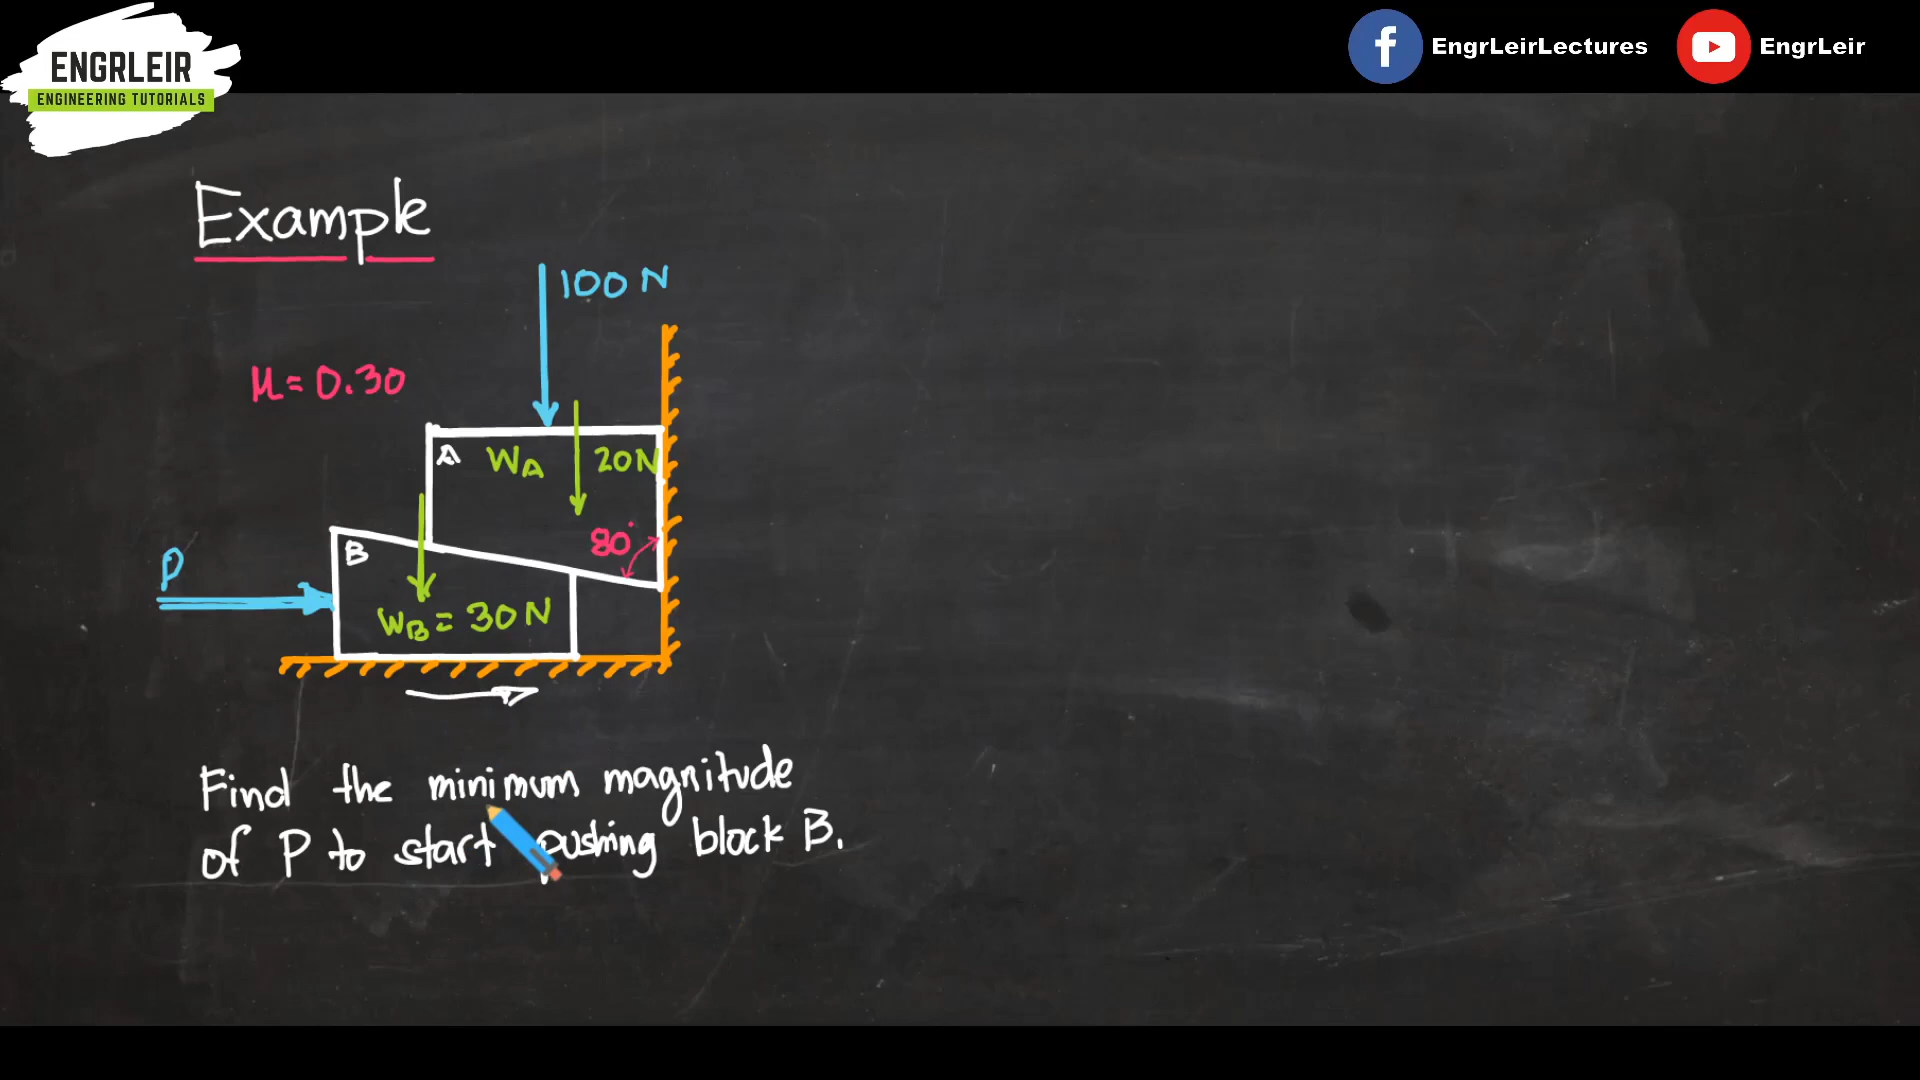 ENGRLEIR
ENGINEERING TUTORIALS
EngrLeirLectures
EngrLeir
Example
100 N
μ = 0.30
A
WA
20N
80°
B
P
WB = 30N
Find the minimum magnitude
of P to start pushing block B.